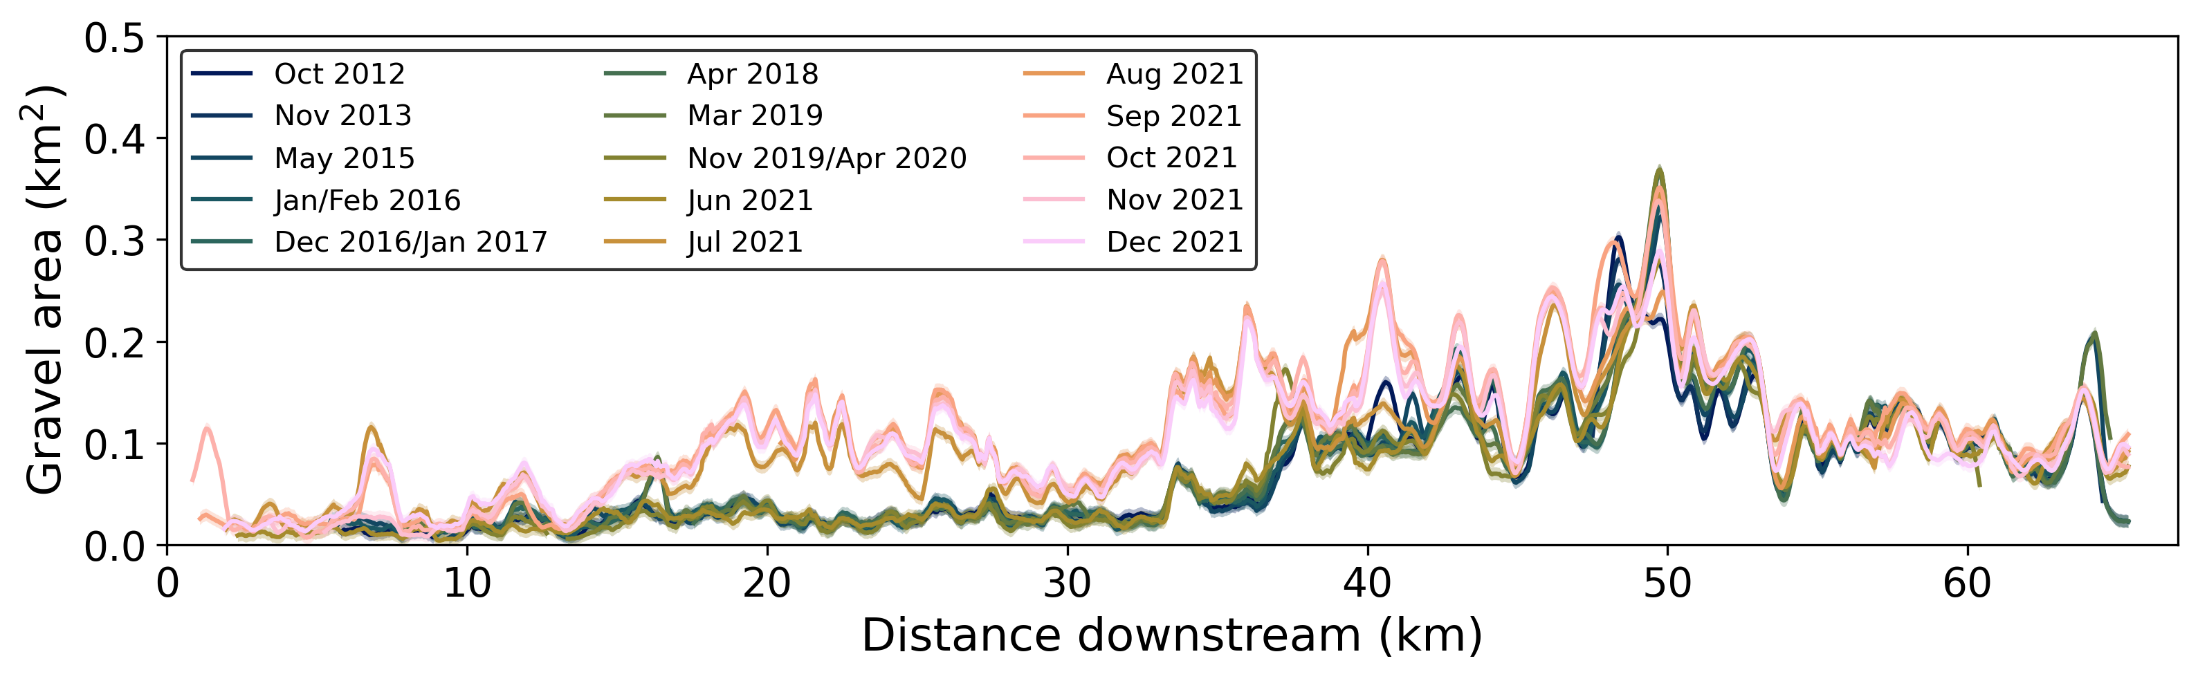 Gravel area (km²)
0.5
0.4
0.3
0.2
0.1
0.0
Oct 2012
Nov 2013
May 2015
Jan/Feb 2016
Dec 2016/Jan 2017
Apr 2018
Mar 2019
Nov 2019/Apr 2020
Jun 2021
Jul 2021
Aug 2021
Sep 2021
Oct 2021
Nov 2021
Dec 2021
0 10 20 30 40 50 60
Distance downstream (km)